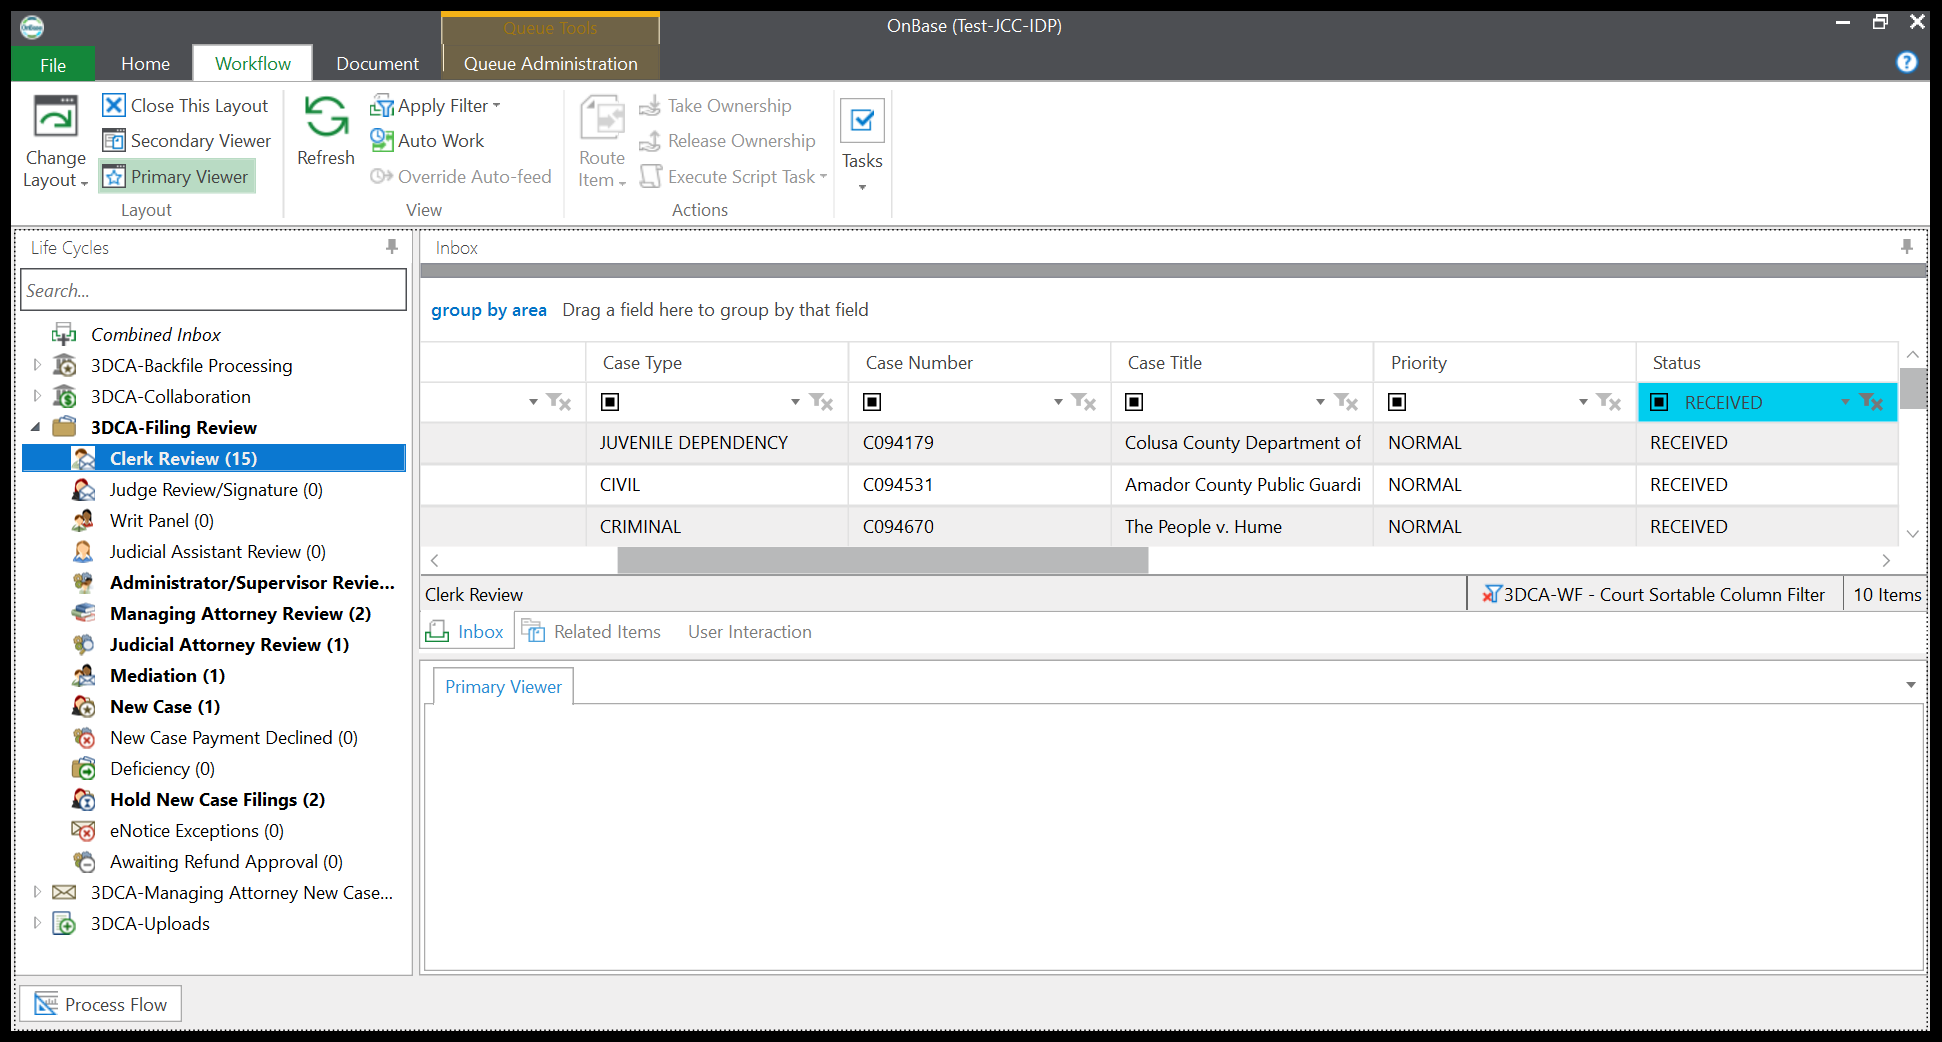 OnBase (Test-JCC-IDP)
Queue Tools
File
Home
Workflow
Document
Queue Administration
Change
Layout
Close This Layout
Secondary Viewer
Primary Viewer
Layout
Refresh
Apply Filter
Auto Work
Override Auto-feed
View
Route
Item
Take Ownership
Release Ownership
Execute Script Task
Actions
Tasks
Life Cycles
Search...
Combined Inbox
3DCA-Backfile Processing
3DCA-Collaboration
3DCA-Filing Review
Clerk Review (15)
Judge Review/Signature (0)
Writ Panel (0)
Judicial Assistant Review (0)
Administrator/Supervisor Revie...
Managing Attorney Review (2)
Judicial Attorney Review (1)
Mediation (1)
New Case (1)
New Case Payment Declined (0)
Deficiency (0)
Hold New Case Filings (2)
eNotice Exceptions (0)
Awaiting Refund Approval (0)
3DCA-Managing Attorney New Case...
3DCA-Uploads
Process Flow
Inbox
group by area Drag a field here to group by that field
Case Type Case Number Case Title Priority Status
RECEIVED
JUVENILE DEPENDENCY C094179 Colusa County Department of NORMAL RECEIVED
CIVIL C094531 Amador County Public Guardi NORMAL RECEIVED
CRIMINAL C094670 The People v. Hume NORMAL RECEIVED
Clerk Review
3DCA-WF - Court Sortable Column Filter
10 Items
Inbox
Related Items
User Interaction
Primary Viewer